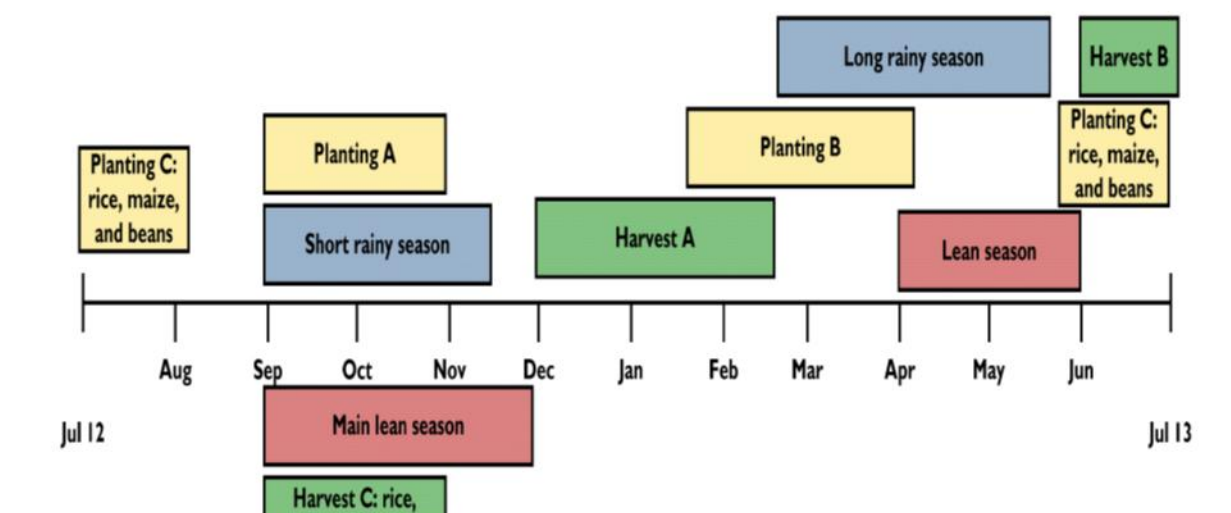 Long rainy season
Harvest B
Planting C:
rice, maize,
and beans
Planting A
Planting B
Planting C:
rice, maize,
and beans
Short rainy season
Harvest A
Lean season
Aug
Sep
Oct
Nov
Dec
Jan
Feb
Mar
Apr
May
Jun
Main lean season
Jul 12
Jul 13
Harvest C: rice,